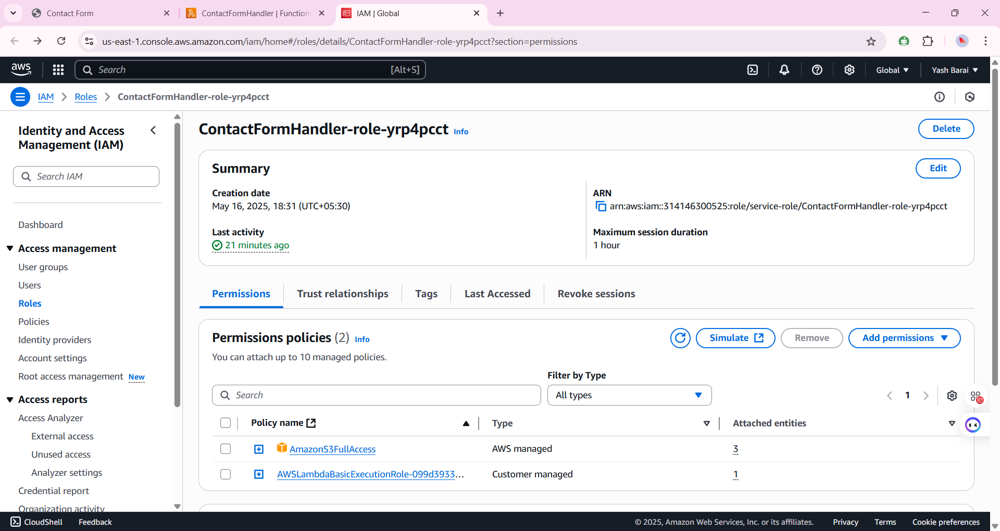 Contact Form
ContactFormHandler | Function
IAM | Global
us-east-1.console.aws.amazon.com/iam/home#/roles/details/ContactFormHandler-role-yrp4pcct?section=permissions
aws
Search
[Alt+S]
Global
Yash Barai
IAM
Roles
ContactFormHandler-role-yrp4pcct
Identity and Access
Management (IAM)
Search IAM
Dashboard
Access management
User groups
Users
Roles
Policies
Identity providers
Account settings
Root access management New
Access reports
Access Analyzer
External access
Unused access
Analyzer settings
Credential report
Organization activity
ContactFormHandler-role-yrp4pcct Info
Delete
Summary
Edit
Creation date
May 16, 2025, 18:31 (UTC+05:30)
ARN
arn:aws:iam::314146300525:role/service-role/ContactFormHandler-role-yrp4pcct
Last activity
21 minutes ago
Maximum session duration
1 hour
Permissions
Trust relationships
Tags
Last Accessed
Revoke sessions
Permissions policies (2) Info
Simulate
Remove
Add permissions
You can attach up to 10 managed policies.
Filter by Type
Search
All types
1
Policy name
Type
Attached entities
AmazonS3FullAccess
AWS managed
3
AWSLambdaBasicExecutionRole-099d3933...
Customer managed
1
CloudShell
Feedback
© 2025, Amazon Web Services, Inc. or its affiliates.
Privacy
Terms
Cookie preferences